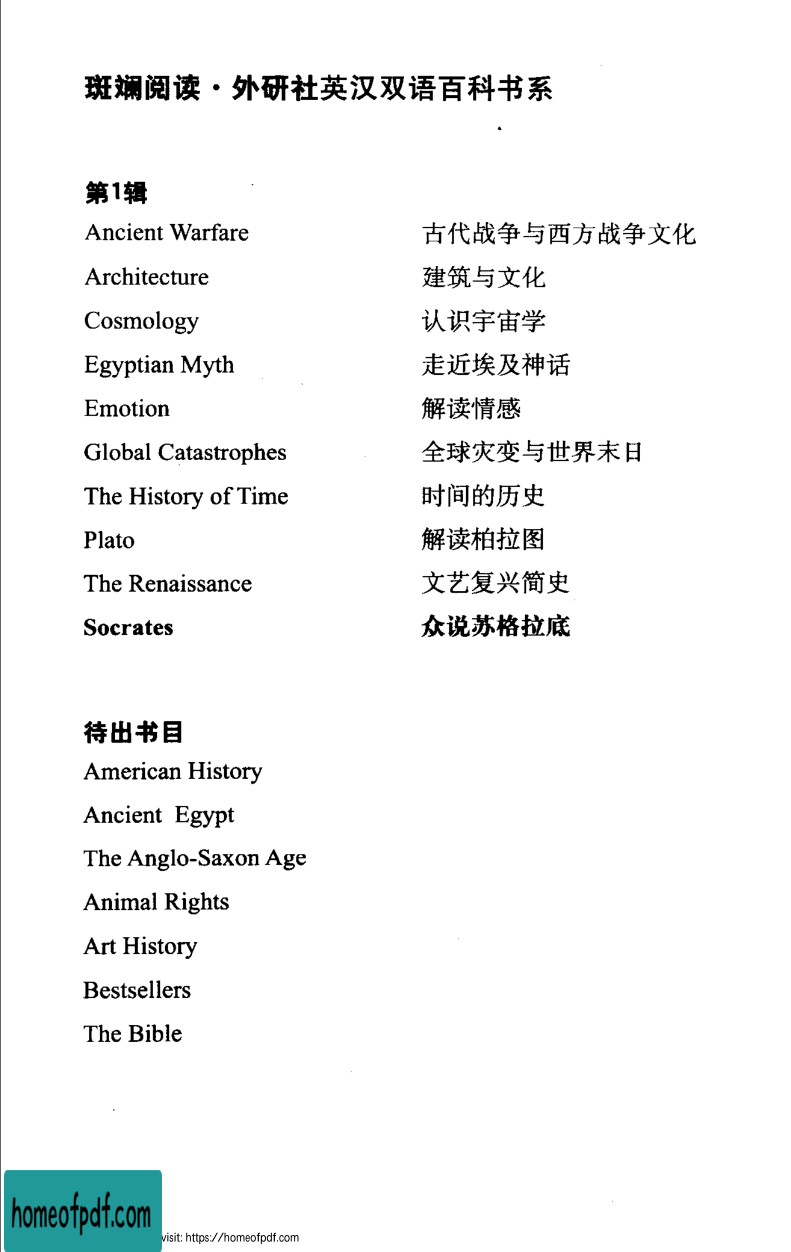 斑斓阅读·外研社英汉双语百科书系
第1辑
Ancient Warfare 古代战争与西方战争文化
Architecture 建筑与文化
Cosmology 认识宇宙学
Egyptian Myth 走近埃及神话
Emotion 解读情感
Global Catastrophes 全球灾变与世界末日
The History of Time 时间的历史
Plato 解读柏拉图
The Renaissance 文艺复兴简史
Socrates 众说苏格拉底
待出书目
American History
Ancient Egypt
The Anglo-Saxon Age
Animal Rights
Art History
Bestsellers
The Bible
homeofpdf.com
visit: https://homeofpdf.com